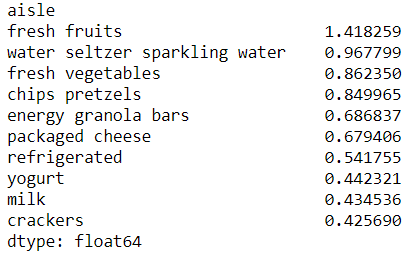 aisle
fresh fruits 1.418259
water seltzer sparkling water 0.967799
fresh vegetables 0.862350
chips pretzels 0.849965
energy granola bars 0.686837
packaged cheese 0.679406
refrigerated 0.541755
yogurt 0.442321
milk 0.434536
crackers 0.425690
dtype: float64